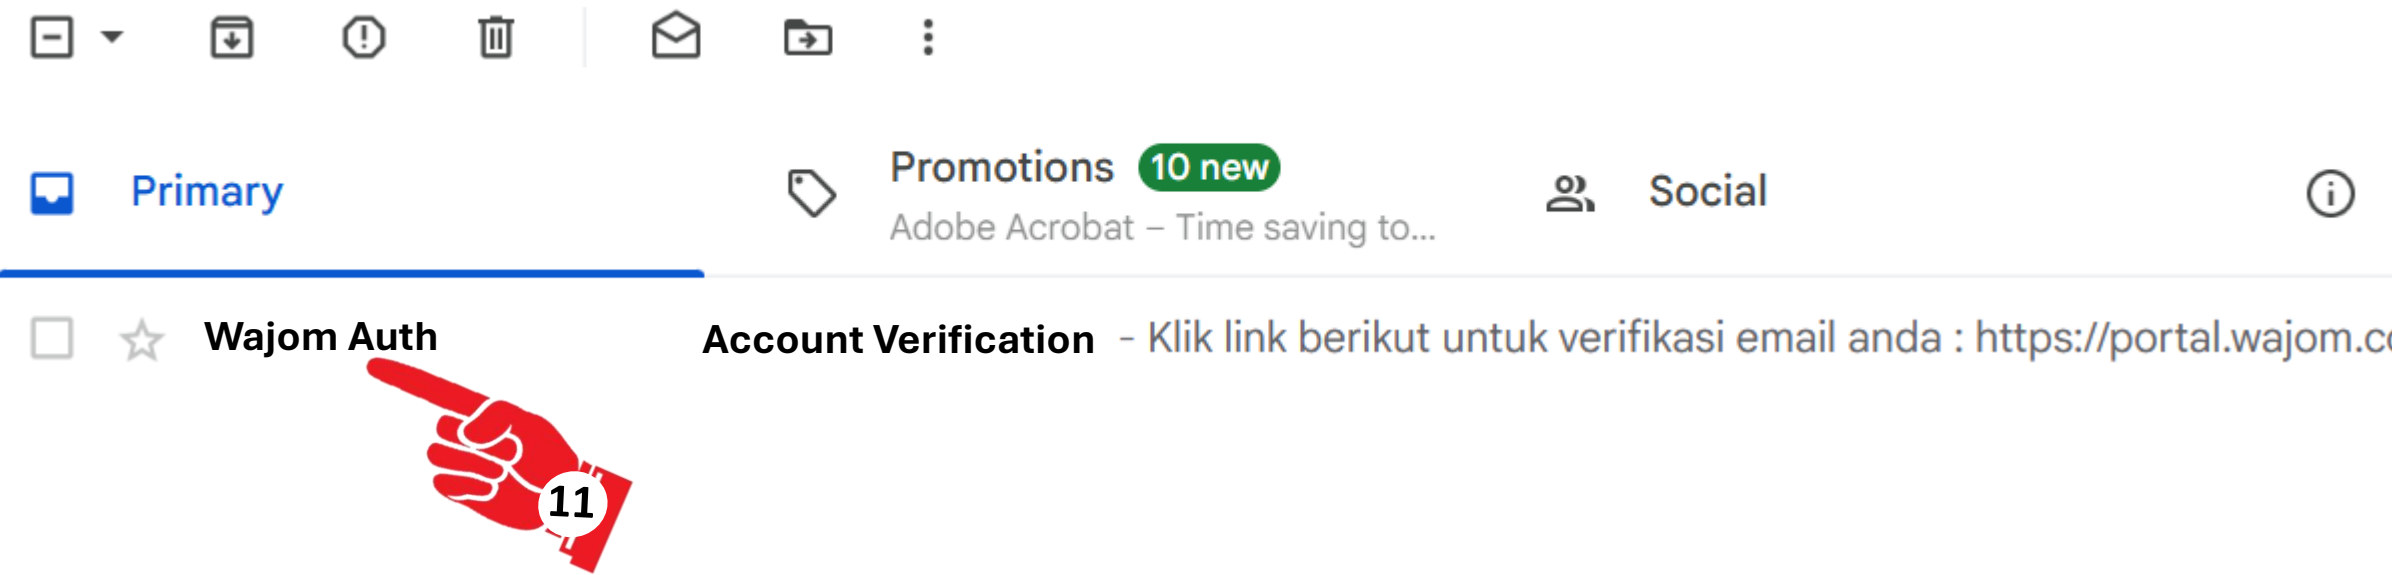 Primary
Promotions 10 new
Adobe Acrobat – Time saving to...
Social
Wajom Auth Account Verification - Klik link berikut untuk verifikasi email anda : https://portal.wajom.c
11